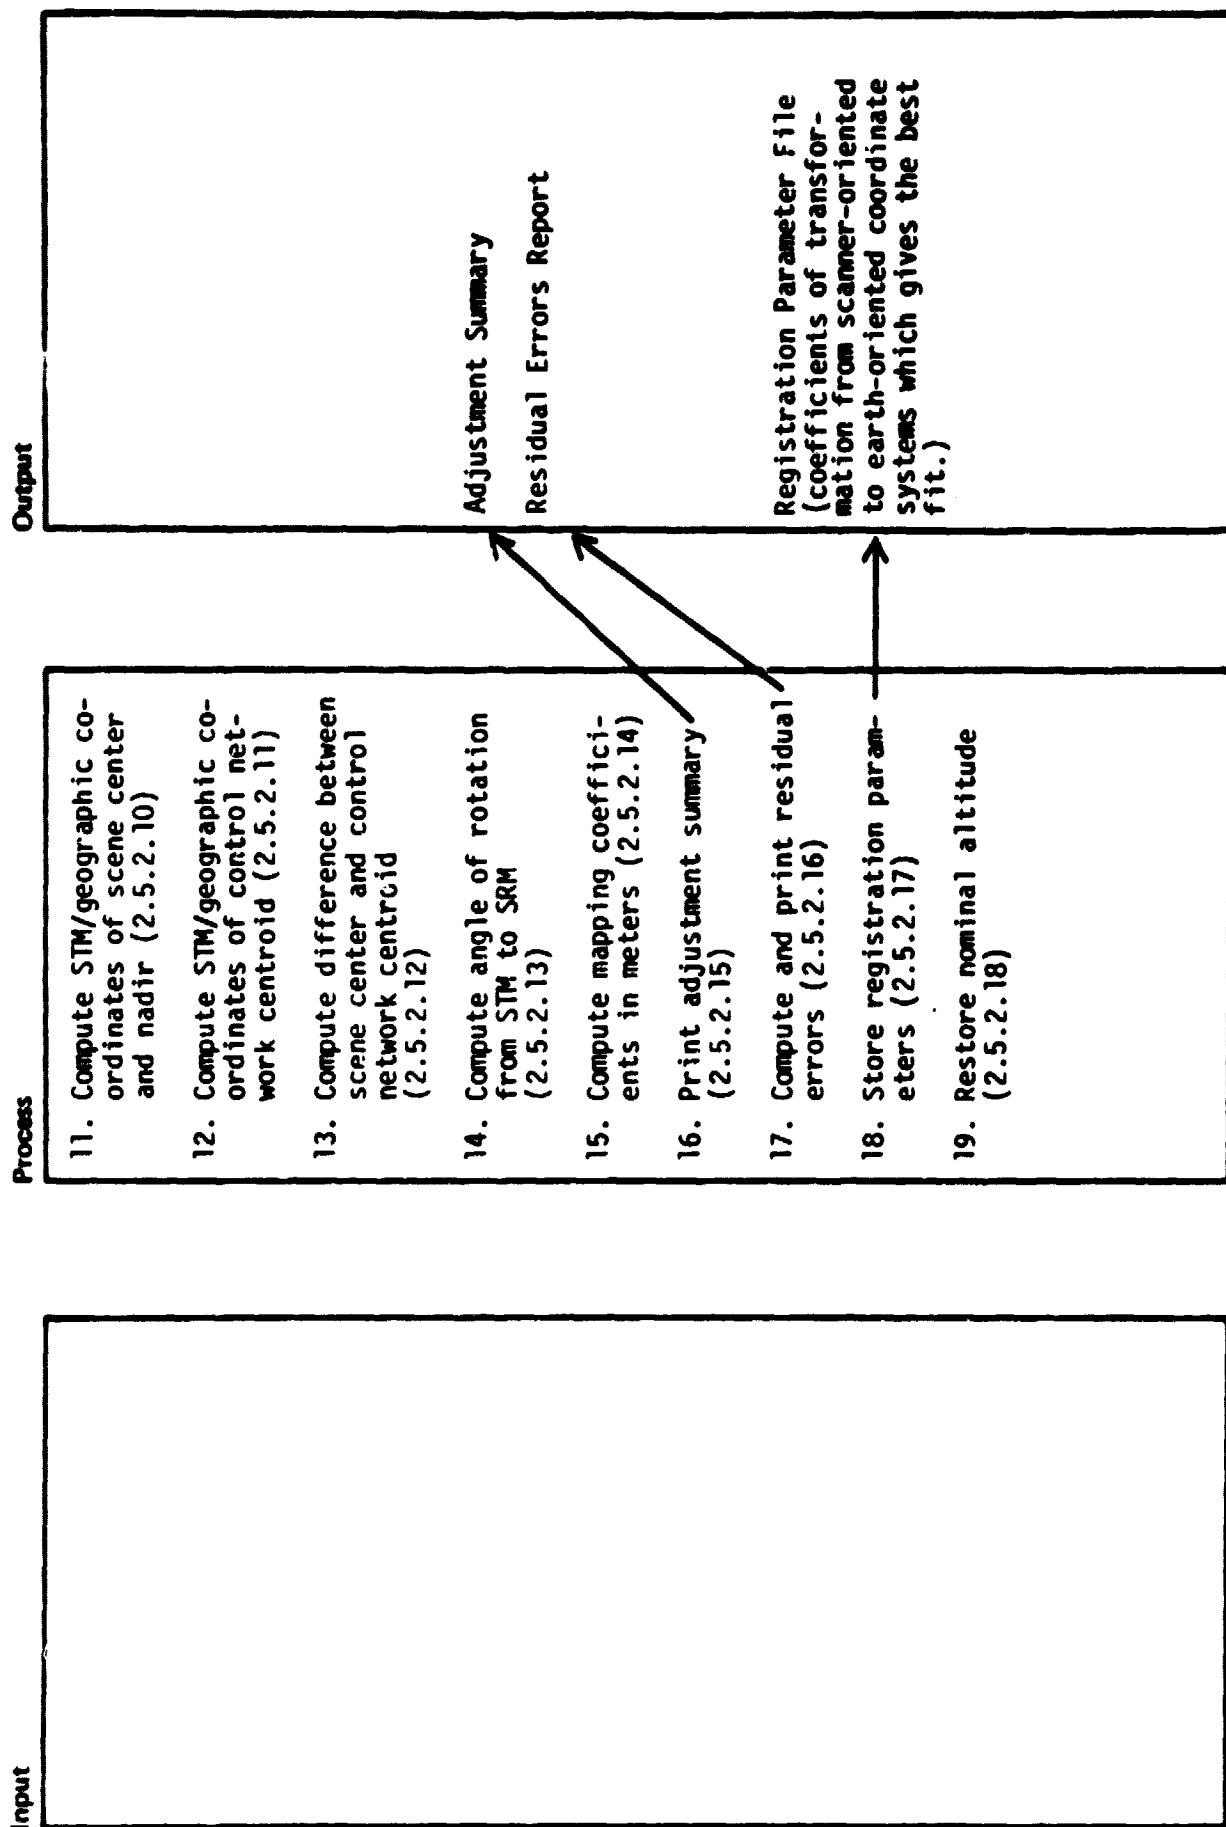 Input
Process
11. Compute STM/geographic co-
ordinates of scene center
and nadir (2.5.2.10)
12. Compute STM/geographic co-
ordinates of control net-
work centroid (2.5.2.11)
13. Compute difference between
scene center and control
network centroid
(2.5.2.12)
14. Compute angle of rotation
from STM to SRM
(2.5.2.13)
15. Compute mapping coeffici-
ents in meters (2.5.2.14)
16. Print adjustment summary
(2.5.2.15)
17. Compute and print residual
errors (2.5.2.16)
18. Store registration param-
eters (2.5.2.17)
19. Restore nominal altitude
(2.5.2.18)
Output
Adjustment Summary
Residual Errors Report
Registration Parameter File
(coefficients of transfor-
mation from scanner-oriented
to earth-oriented coordinate
systems which gives the best
fit.)